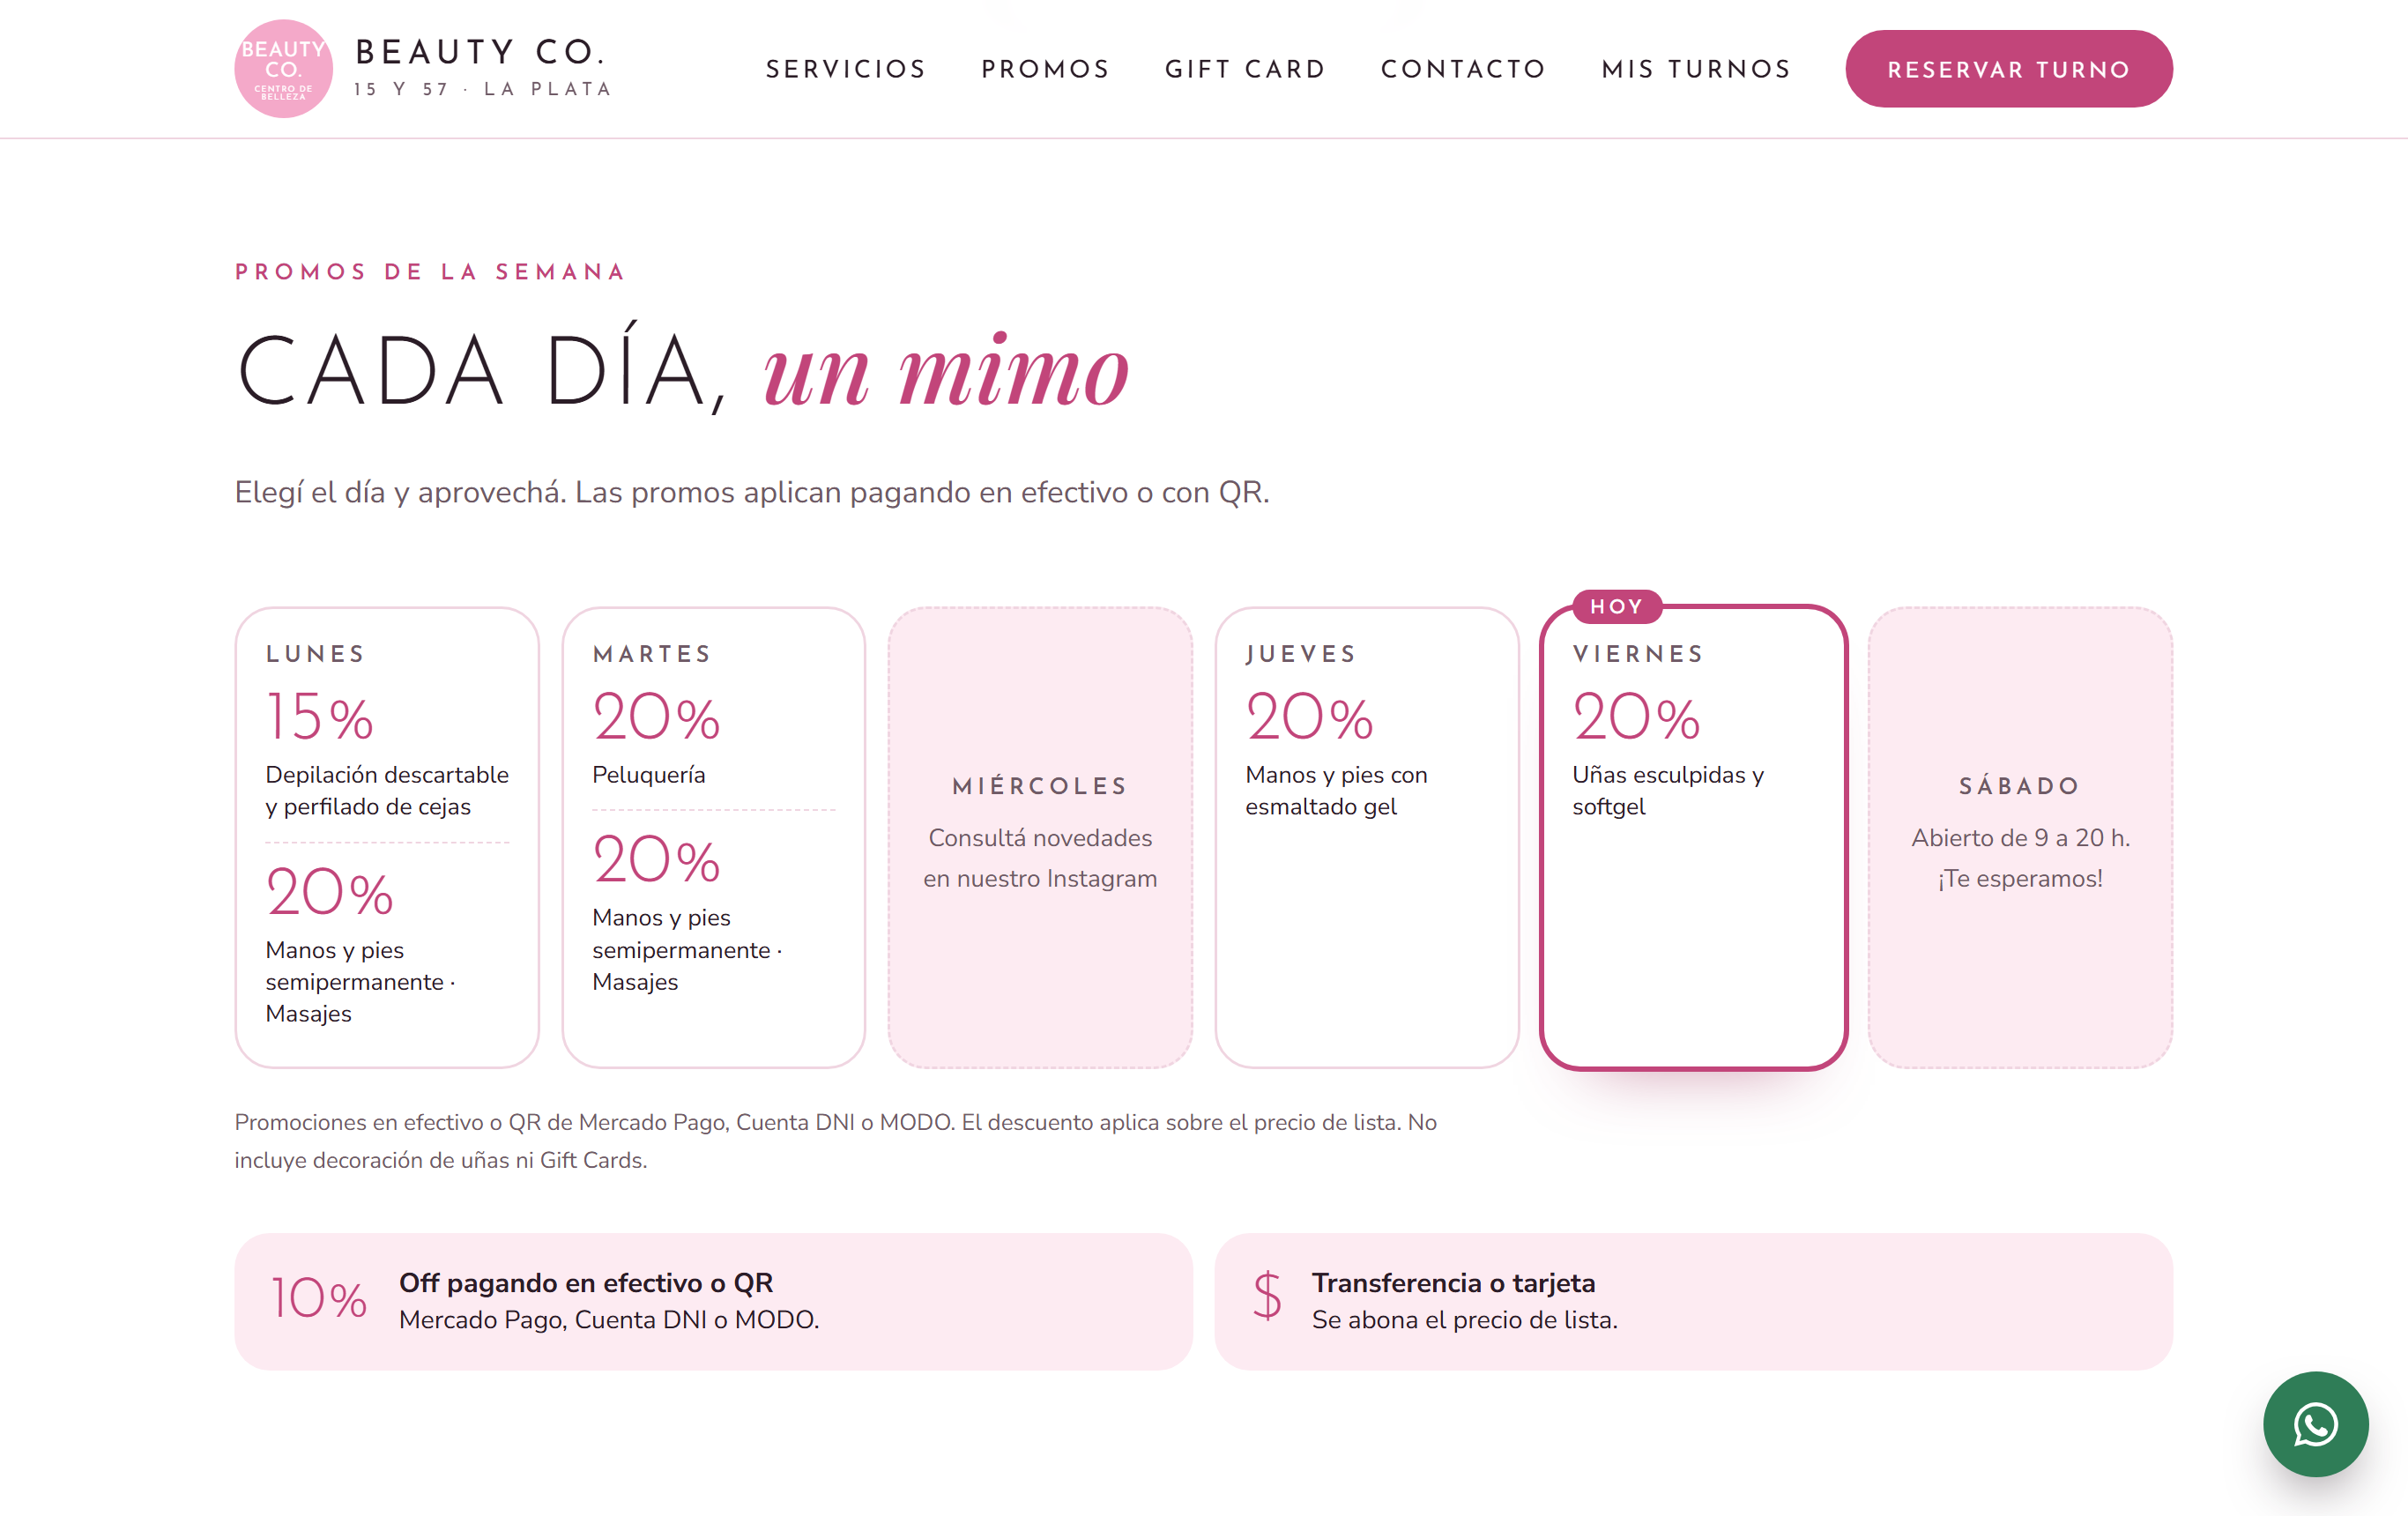 BEAUTY
CO.
CENTRO DE
BELLEZA
BEAUTY CO.
15 Y 57 · LA PLATA
SERVICIOS
PROMOS
GIFT CARD
CONTACTO
MIS TURNOS
RESERVAR TURNO
PROMOS DE LA SEMANA
CADA DÍA, un mimo
Elegí el día y aprovechá. Las promos aplican pagando en efectivo o con QR.
LUNES
15%
Depilación descartable
y perfilado de cejas
20%
Manos y pies
semipermanente ·
Masajes
MARTES
20%
Peluquería
20%
Manos y pies
semipermanente ·
Masajes
MIÉRCOLES
Consultá novedades
en nuestro Instagram
JUEVES
20%
Manos y pies con
esmaltado gel
HOY
VIERNES
20%
Uñas esculpidas y
softgel
SÁBADO
Abierto de 9 a 20 h.
¡Te esperamos!
Promociones en efectivo o QR de Mercado Pago, Cuenta DNI o MODO. El descuento aplica sobre el precio de lista. No
incluye decoración de uñas ni Gift Cards.
10%
Off pagando en efectivo o QR
Mercado Pago, Cuenta DNI o MODO.
$
Transferencia o tarjeta
Se abona el precio de lista.